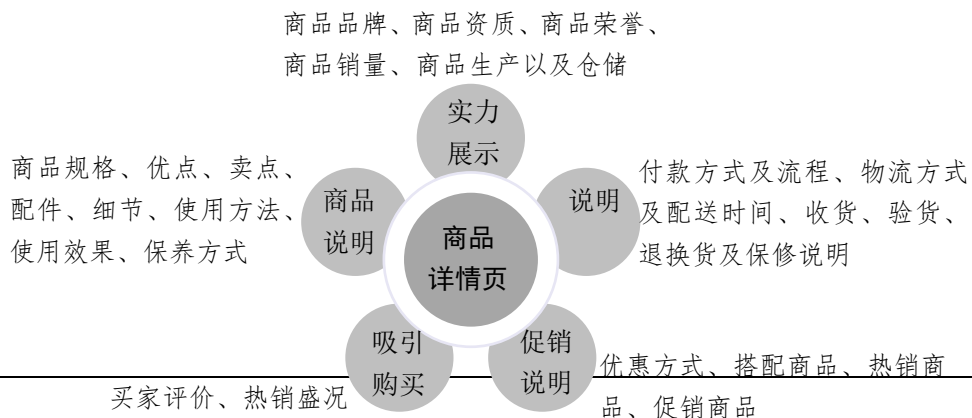 商品品牌、商品资质、商品荣誉、
商品销量、商品生产以及仓储
实力
展示
商品规格、优点、卖点、
配件、细节、使用方法、
使用效果、保养方式
商品
说明
说明
付款方式及流程、物流方式
及配送时间、收货、验货、
退换货及保修说明
商品
详情页
吸引
购买
买家评价、热销盛况
促销
说明
优惠方式、搭配商品、热销商
品、促销商品